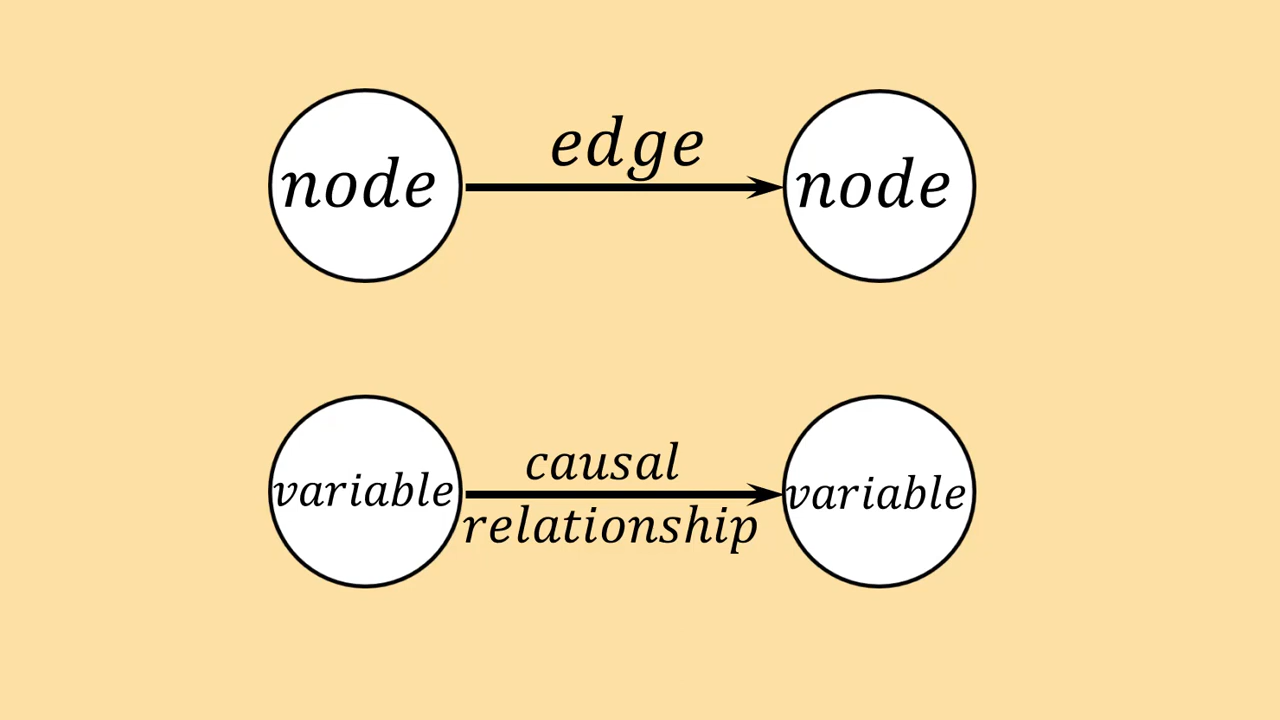 edge
node
node
causal
variable
variable
relationship